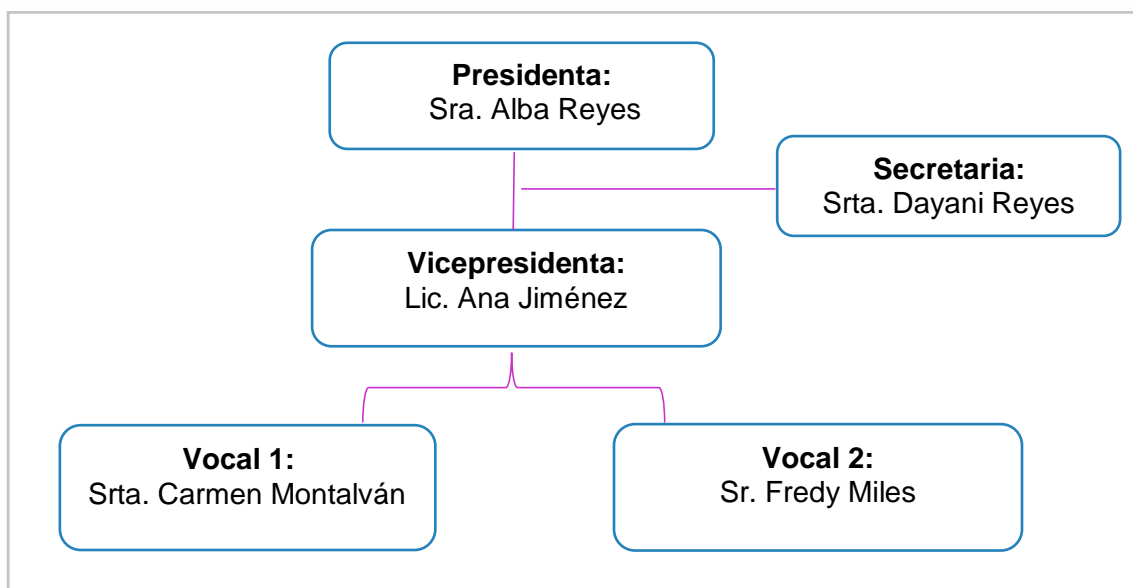 Presidenta:
Sra. Alba Reyes
Secretaria:
Srta. Dayani Reyes
Vicepresidenta:
Lic. Ana Jiménez
Vocal 1:
Srta. Carmen Montalván
Vocal 2:
Sr. Fredy Miles